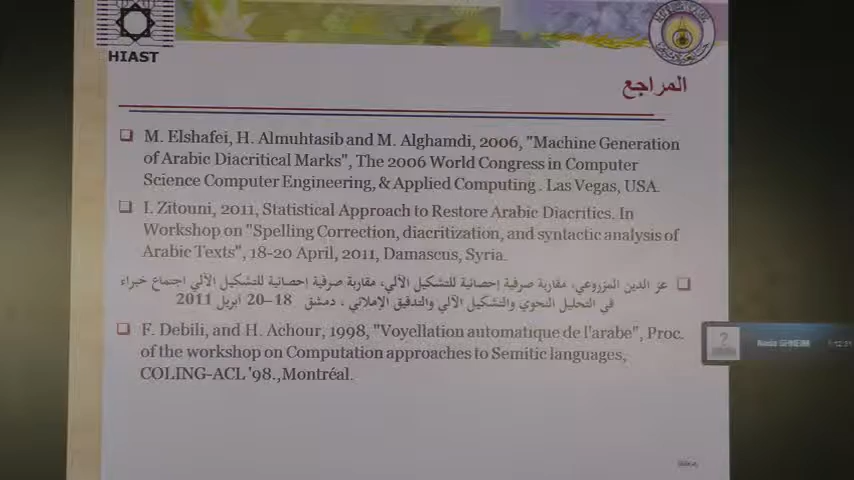 HIAST
المراجع
M. Elshafei, H. Almuhtasib and M. Alghamdi, 2006, "Machine Generation
of Arabic Diacritical Marks", The 2006 World Congress in Computer
Science Computer Engineering, & Applied Computing . Las Vegas, USA.
I. Zitouni, 2011, Statistical Approach to Restore Arabic Diacritics. In
Workshop on "Spelling Correction, diacritization, and syntactic analysis of
Arabic Texts", 18-20 April, 2011, Damascus, Syria.
عز الدين المزروعي، مقاربة صرفية إحصائية للتشكيل الآلي، مقاربة صرفية إحصائية للتشكيل الآلي اجتماع خبراء
في التحليل النحوي والتشكيل الآلي والتدقيق الإملائي ، دمشق 18-20 أبريل 2011
F. Debili, and H. Achour, 1998, "Voyellation automatique de l'arabe", Proc.
of the workshop on Computation approaches to Semitic languages,
COLING-ACL '98.,Montréal.
?
Nada GHNEIM